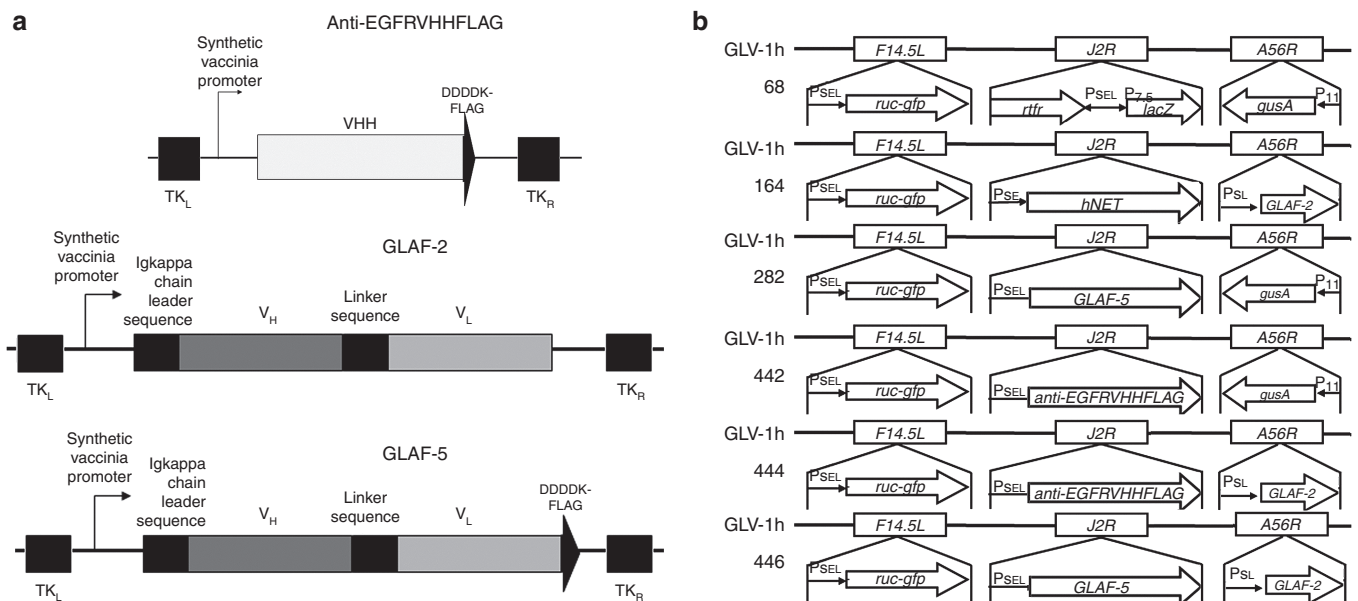 a
Anti-EGFRVHHFLAG
Synthetic
vaccinia
promoter
DDDDK-
FLAG
VHH
TKL
TKR
GLAF-2
Synthetic
vaccinia
promoter
Igkappa
chain
leader
sequence
VH
Linker
sequence
VL
TKL
TKR
GLAF-5
Synthetic
vaccinia
promoter
Igkappa
chain
leader
sequence
VH
Linker
sequence
VL
DDDDK-
FLAG
TKL
TKR
b
GLV-1h F14.5L J2R A56R
68 PSEL ruc-gfp rtfr PSEL P7.5 lacZ gusA P11
GLV-1h F14.5L J2R A56R
164 PSEL ruc-gfp PSE hNET PSL GLAF-2
GLV-1h F14.5L J2R A56R
282 PSEL ruc-gfp PSEL GLAF-5 gusA P11
GLV-1h F14.5L J2R A56R
442 PSEL ruc-gfp PSEL anti-EGFRVHHFLAG gusA P11
GLV-1h F14.5L J2R A56R
444 PSEL ruc-gfp PSEL anti-EGFRVHHFLAG PSL GLAF-2
GLV-1h F14.5L J2R A56R
446 PSEL ruc-gfp PSEL GLAF-5 PSL GLAF-2